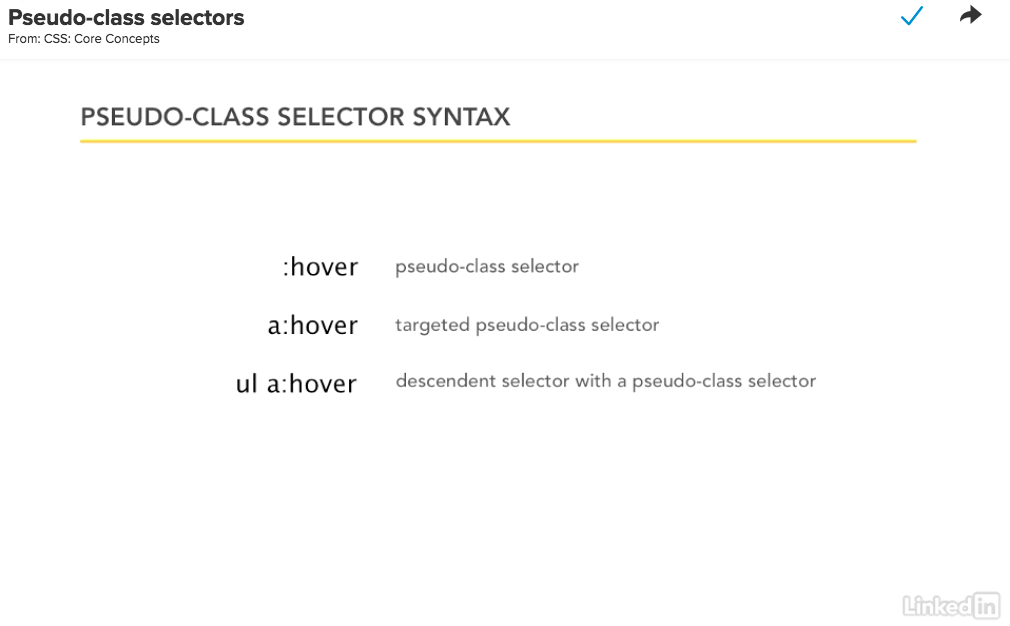 Pseudo-class selectors
From: CSS: Core Concepts
PSEUDO-CLASS SELECTOR SYNTAX
:hover pseudo-class selector
a:hover targeted pseudo-class selector
ul a:hover descendent selector with a pseudo-class selector
Linkedin